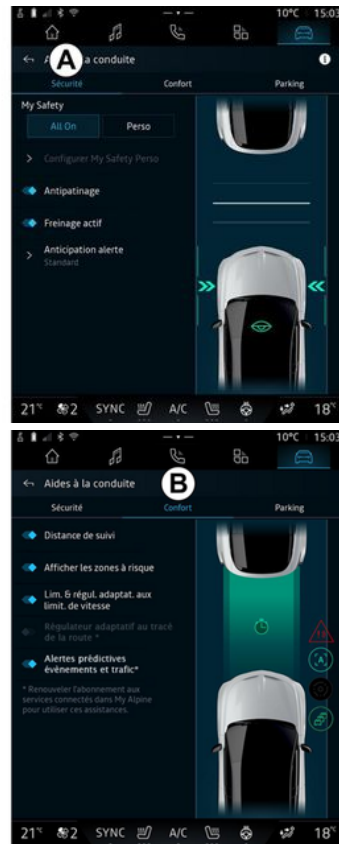 10°C 15:03
A
la conduite
Sécurité Confort Parking
My Safety
All On Perso
Configurer My Safety Perso
Antipatinage
Freinage actif
Anticipation alerte
Standard
21°C 2 SYNC A/C 18°C
10°C 15:03
Aides à la conduite
B
Sécurité Confort Parking
Distance de suivi
Afficher les zones à risque
Lim. & régul. adaptat. aux
limit. de vitesse
Régulateur adaptatif au tracé
de la route *
Alertes prédictives
évènements et trafic*
* Renouveler l'abonnement aux
services connectés dans My Alpine
pour utiliser ces assistances.
A
21°C 2 SYNC A/C 18°C